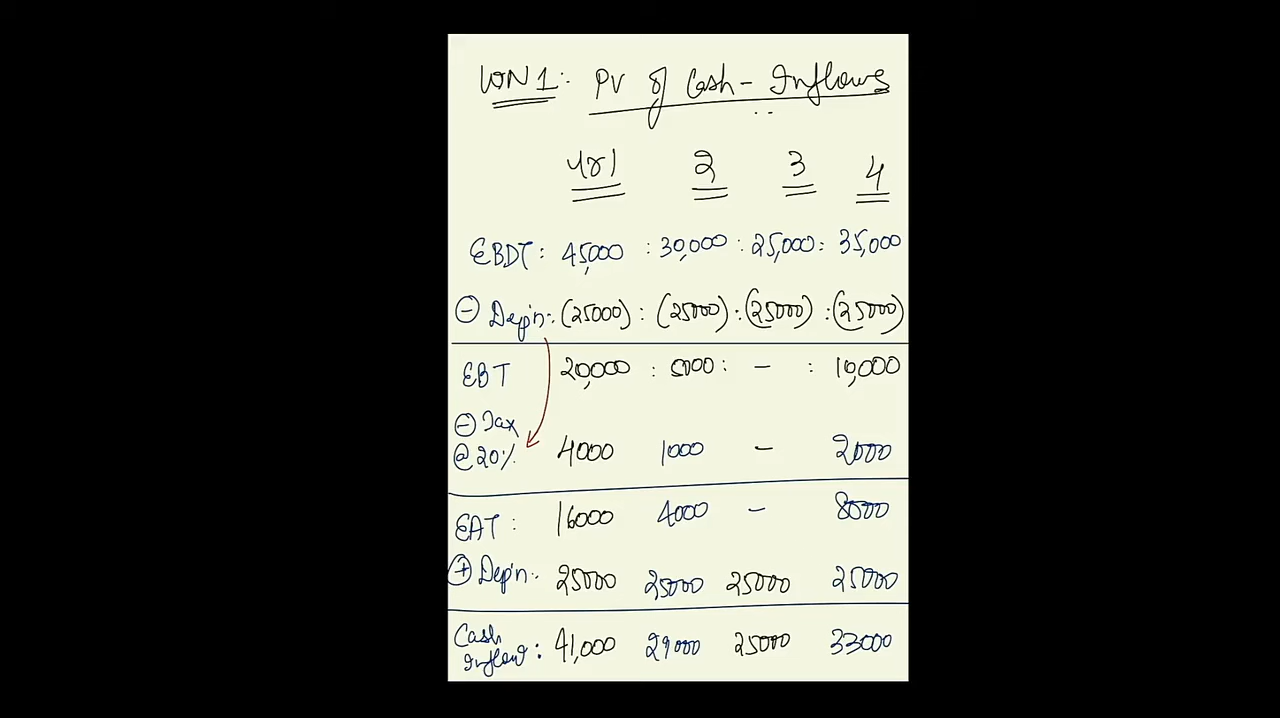 WN 1: PV of Cash-Inflows
Yr 1 2 3 4
EBDT: 45,000 : 30,000 : 25,000 : 35,000
(-) Dep'n: (25000) : (25000) : (25000) : (25000)
EBT 20,000 : 5000 : - : 10,000
(-) Tax
@ 20% 4000 1000 - 2000
EAT: 16000 4000 - 8000
(+) Dep'n: 25000 25000 25000 25000
Cash
Inflow: 41,000 29000 25000 33000